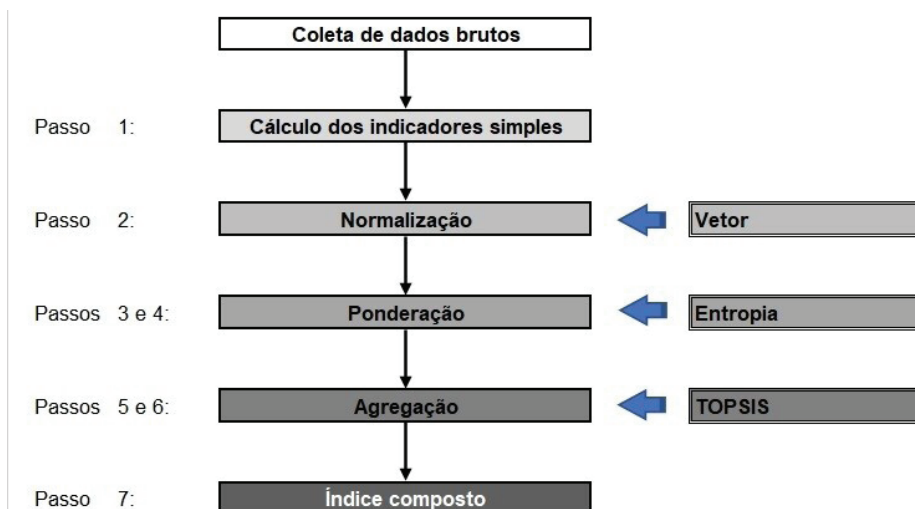 Coleta de dados brutos
Passo 1: Cálculo dos indicadores simples
Passo 2: Normalização Vetor
Passos 3 e 4: Ponderação Entropia
Passos 5 e 6: Agregação TOPSIS
Passo 7: Índice composto